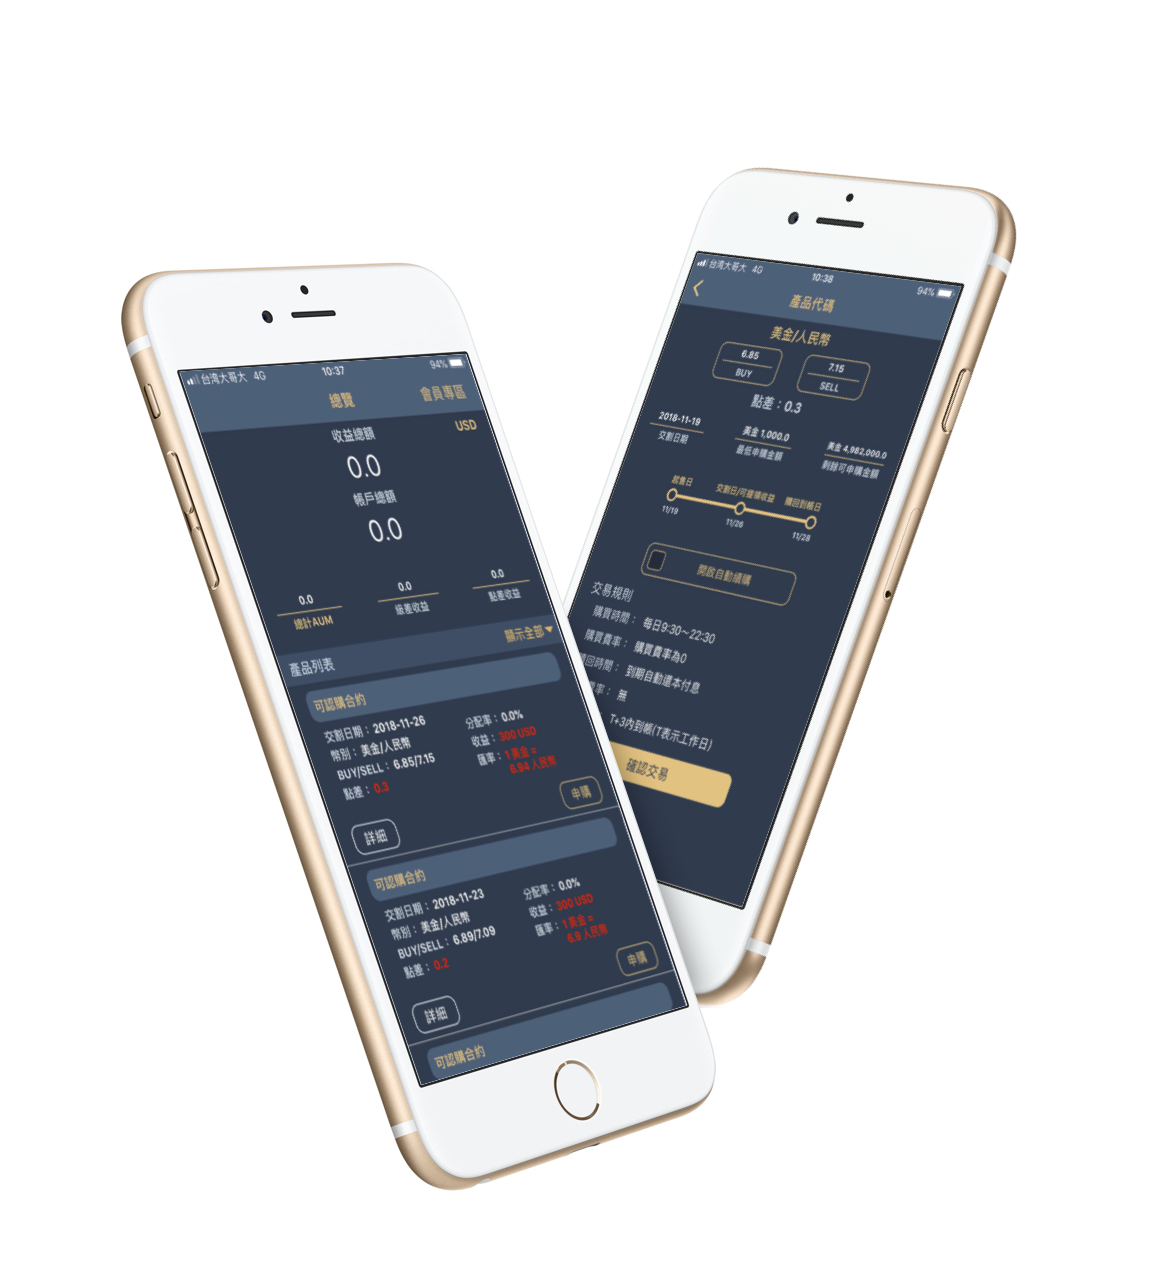 台灣大哥大 4G 10:37 94%
總覽 會員專區
收益總額 USD
0.0
帳戶總額
0.0
0.0 0.0 0.0
總計AUM 級差收益 點差收益
顯示全部
產品列表
可認購合約
交割日期：2018-11-26 分配率：0.0%
幣別：美金/人民幣 收益：300 USD
BUY/SELL：6.85/7.15 匯率：1 美金 =
點差：0.3 6.94 人民幣
申購
詳細
可認購合約
交割日期：2018-11-23 分配率：0.0%
幣別：美金/人民幣 收益：300 USD
BUY/SELL：6.89/7.09 匯率：1 美金 =
點差：0.2 6.9 人民幣
申購
詳細
可認購合約
台灣大哥大 4G 10:38 94%
產品代碼
美金/人民幣
6.85 7.15
BUY SELL
點差：0.3
2018-11-19 美金 1,000.0 美金 4,982,000.0
交割日期 最低申購金額 剩餘可申購金額
起售日 交割日/可提領收益 贖回到帳日
11/19 11/26 11/28
開啟自動續購
交易規則
購買時間：每日9:30～22:30
購買費率：購買費率為0
回時間：到期自動還本付息
費率：無
T+3內到帳(T表示工作日)
確認交易